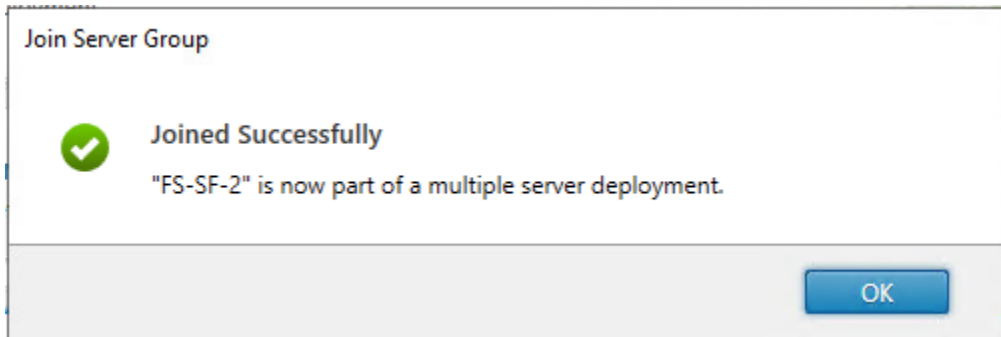 Join Server Group
Joined Successfully
"FS-SF-2" is now part of a multiple server deployment.
OK